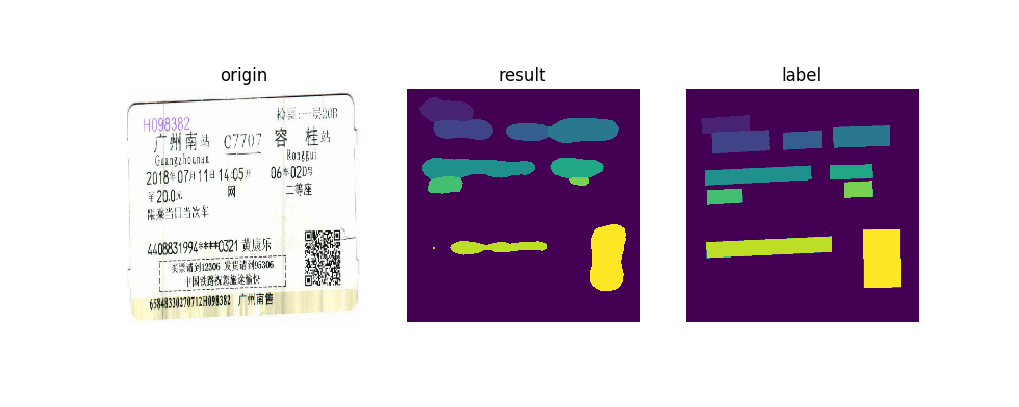 origin result label
检票:一层20B
H098382
广州南站 C7707 容桂站
Guangzhounan Ronggui
2018年07月11日 14:05开 06车02D号
¥20.0元 网 二等座
限乘当日当次车
4408831994****0321 黄康乐
买票请到12306 发货请到95306
中国铁路祝您旅途愉快
65848330270712H098382 广州南售